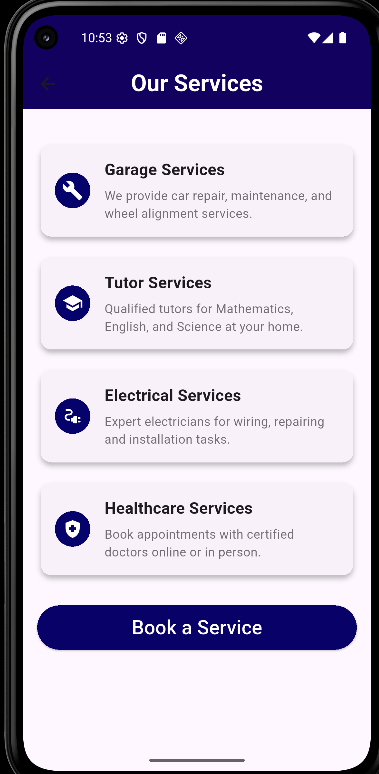 10:53
Our Services
Garage Services
We provide car repair, maintenance, and
wheel alignment services.
Tutor Services
Qualified tutors for Mathematics,
English, and Science at your home.
Electrical Services
Expert electricians for wiring, repairing
and installation tasks.
Healthcare Services
Book appointments with certified
doctors online or in person.
Book a Service